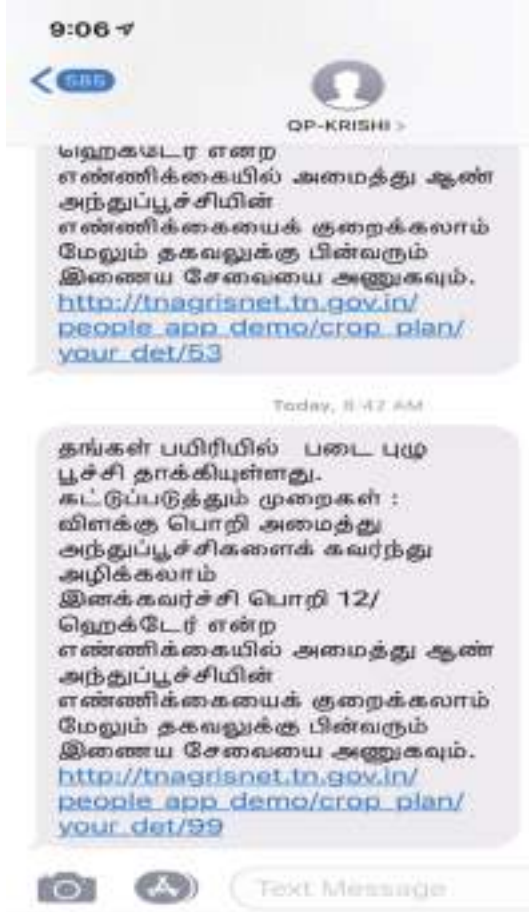 9:06
585
QP-KRISHI >
ஹெக்டேர் என்ற
எண்ணிக்கையில் அமைத்து ஆண்
அந்துப்பூச்சியின்
எண்ணிக்கையைக் குறைக்கலாம்
மேலும் தகவலுக்கு பின்வரும்
இணைய சேவையை அணுகவும்.
http://tnagrisnet.tn.gov.in/
people_app_demo/crop_plan/
your_det/53
Today, 8:47 AM
தங்கள் பயிரியில் படை புழு
பூச்சி தாக்கியுள்ளது.
கட்டுப்படுத்தும் முறைகள் :
விளக்கு பொறி அமைத்து
அந்துப்பூச்சிகளைக் கவர்ந்து
அழிக்கலாம்
இனக்கவர்ச்சி பொறி 12/
ஹெக்டேர் என்ற
எண்ணிக்கையில் அமைத்து ஆண்
அந்துப்பூச்சியின்
எண்ணிக்கையைக் குறைக்கலாம்
மேலும் தகவலுக்கு பின்வரும்
இணைய சேவையை அணுகவும்.
http://tnagrisnet.tn.gov.in/
people_app_demo/crop_plan/
your_det/99
Text Message